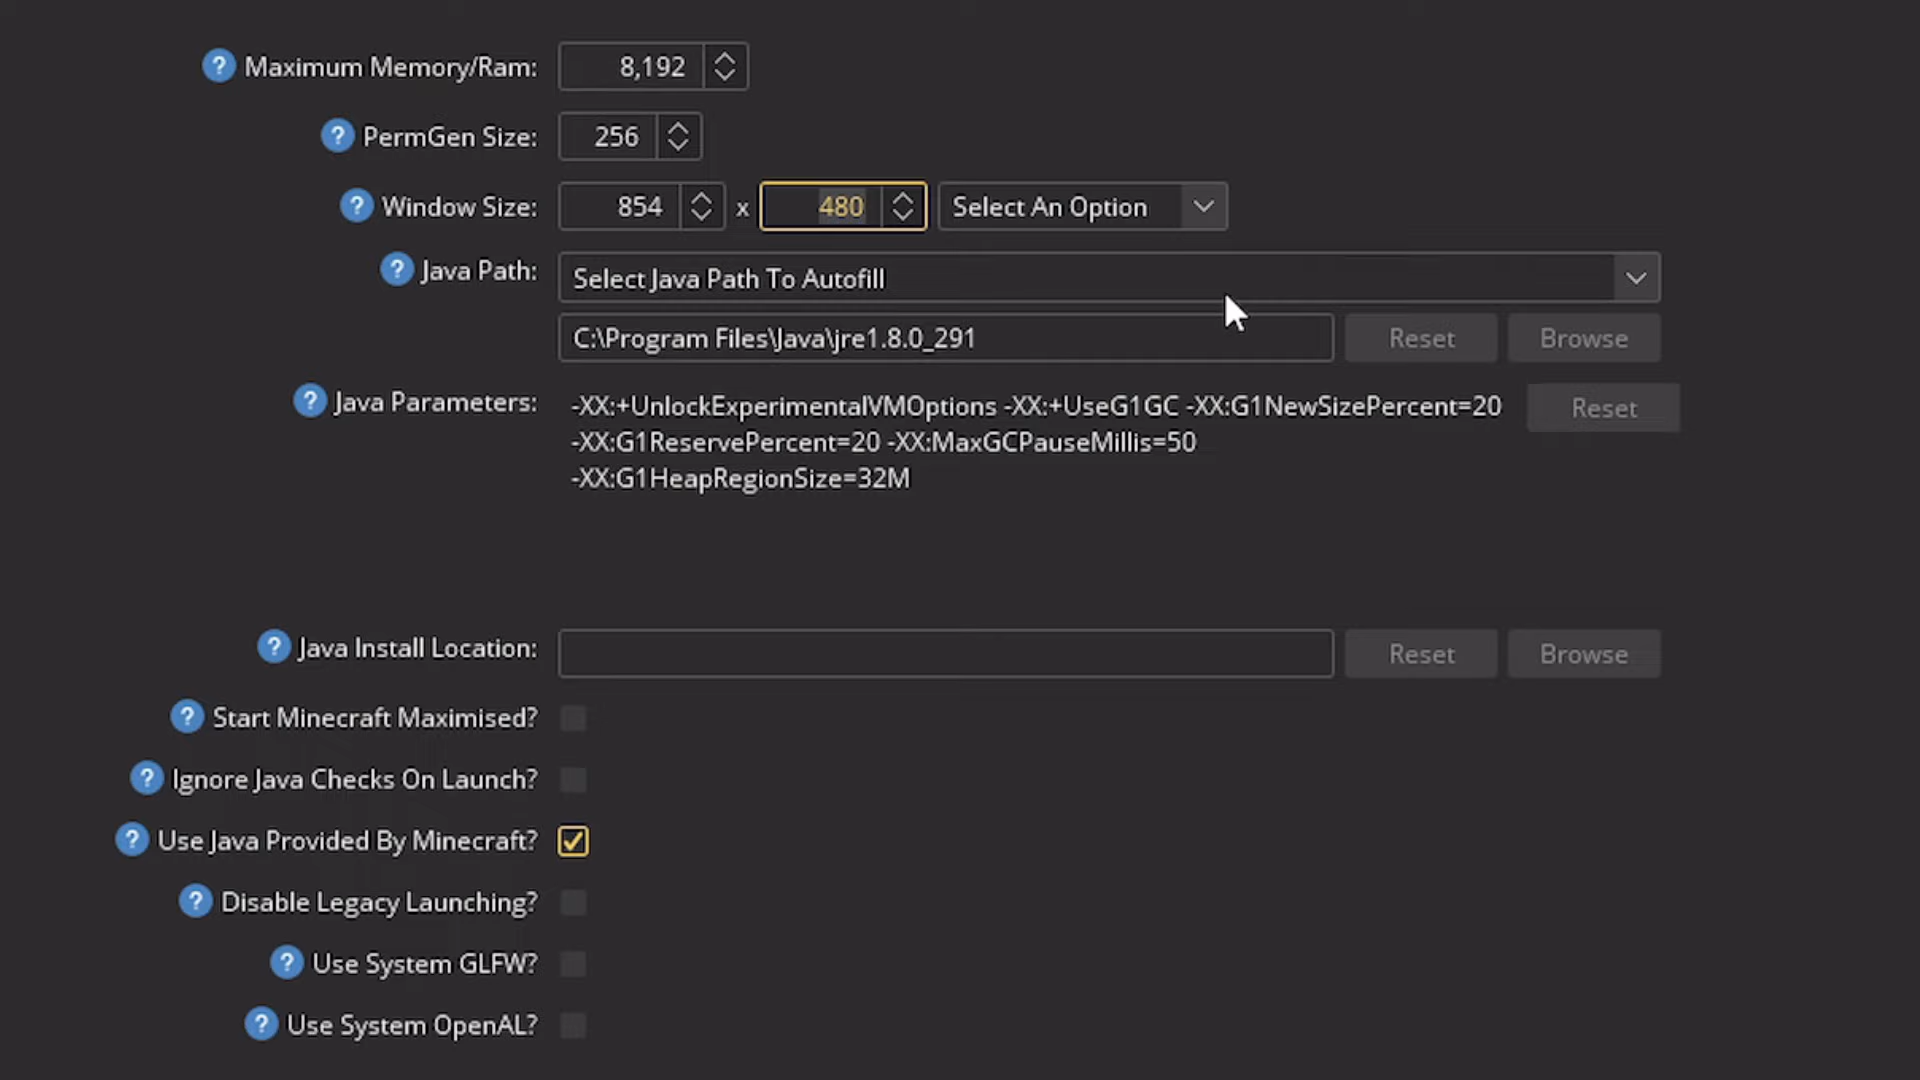 ? Maximum Memory/Ram: 8,192
? PermGen Size: 256
? Window Size: 854 x 480 Select An Option
? Java Path: Select Java Path To Autofill
C:\Program Files\Java\jre1.8.0_291 Reset Browse
? Java Parameters: -XX:+UnlockExperimentalVMOptions -XX:+UseG1GC -XX:G1NewSizePercent=20 Reset
-XX:G1ReservePercent=20 -XX:MaxGCPauseMillis=50
-XX:G1HeapRegionSize=32M
? Java Install Location: Reset Browse
? Start Minecraft Maximised?
? Ignore Java Checks On Launch?
? Use Java Provided By Minecraft?
? Disable Legacy Launching?
? Use System GLFW?
? Use System OpenAL?